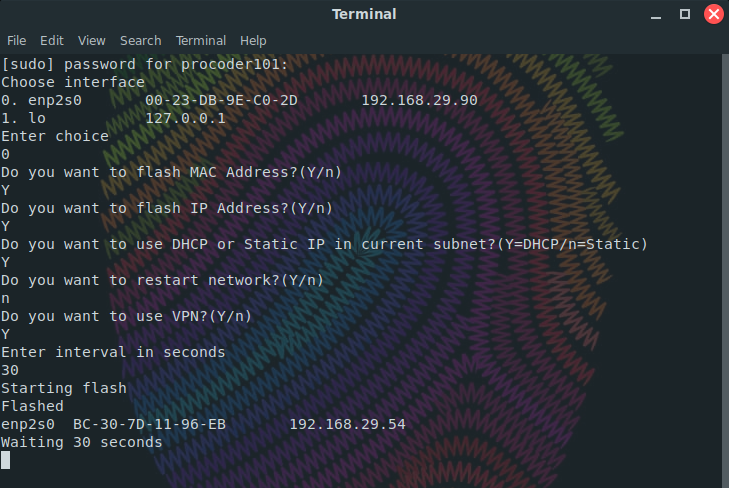 Terminal
File Edit View Search Terminal Help
[sudo] password for procoder101:
Choose interface
0. enp2s0 00-23-DB-9E-C0-2D 192.168.29.90
1. lo 127.0.0.1
Enter choice
0
Do you want to flash MAC Address?(Y/n)
Y
Do you want to flash IP Address?(Y/n)
Y
Do you want to use DHCP or Static IP in current subnet?(Y=DHCP/n=Static)
Y
Do you want to restart network?(Y/n)
n
Do you want to use VPN?(Y/n)
Y
Enter interval in seconds
30
Starting flash
Flashed
enp2s0 BC-30-7D-11-96-EB 192.168.29.54
Waiting 30 seconds